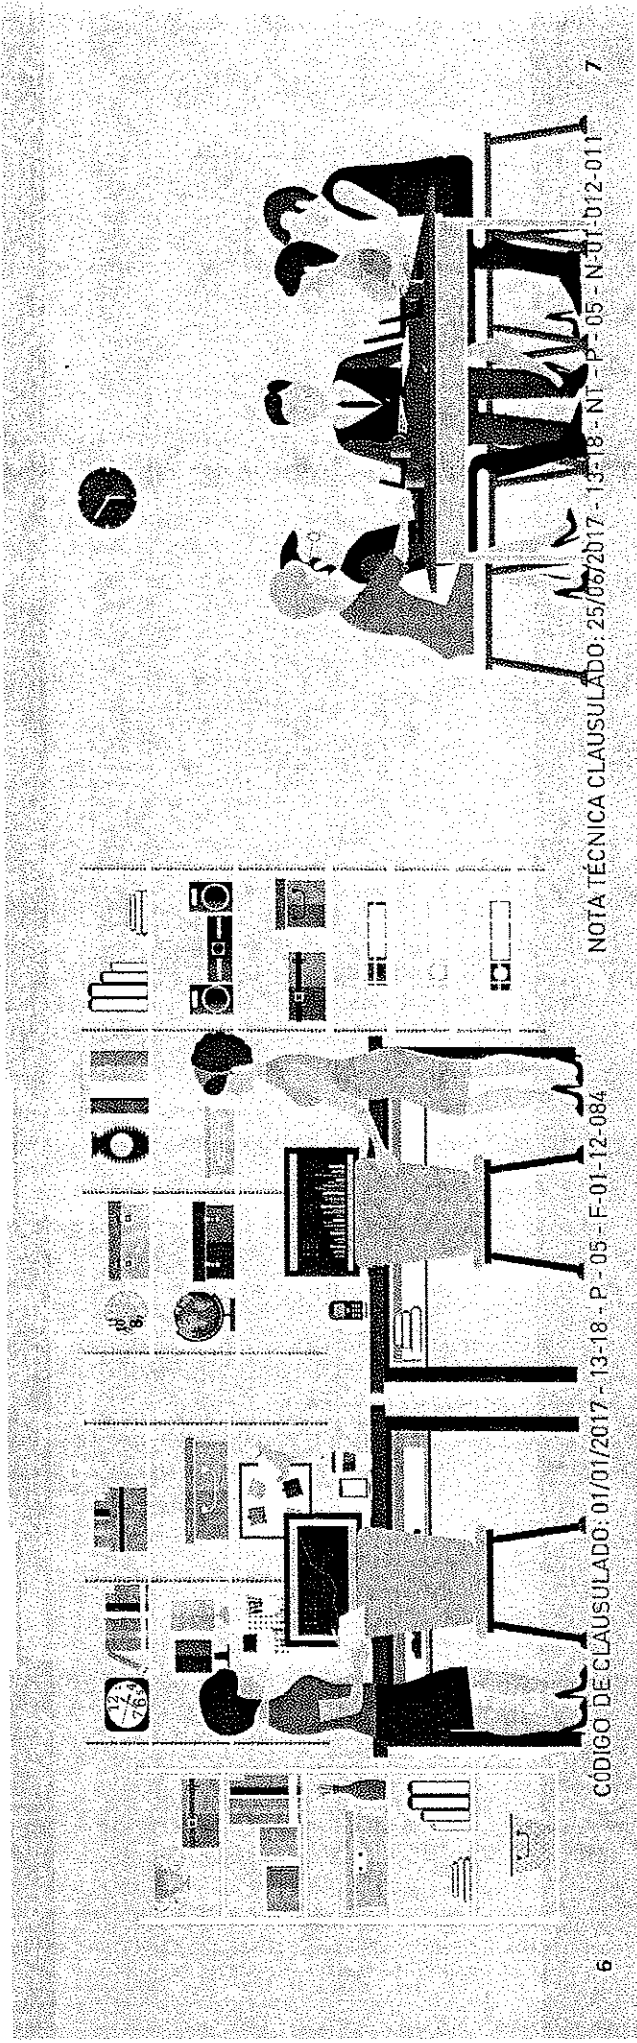 6
CÓDIGO DE CLAUSULADO: 01/01/2017 - 13-18 - P - 05 - F-01-12-084
NOTA TÉCNICA CLAUSULADO: 25/06/2017 - 13-18 - NT - P - 05 - N-01-012-011
7